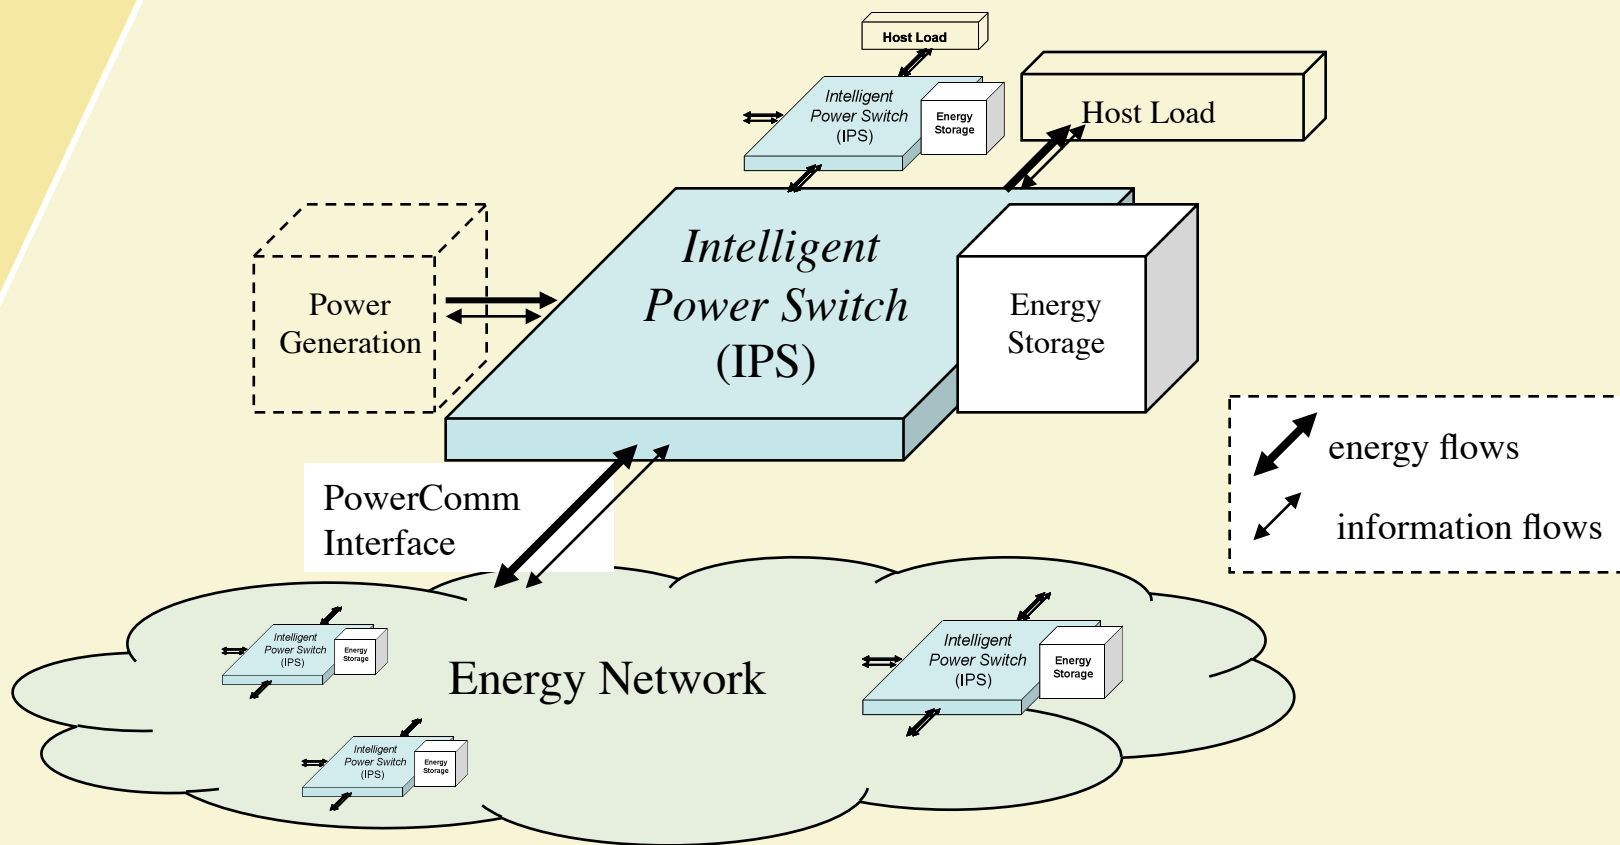 Host Load
Intelligent
Power Switch
(IPS)
Energy
Storage
Host Load
Intelligent
Power Switch
(IPS)
Energy
Storage
Power
Generation
energy flows
information flows
PowerComm
Interface
Energy Network
Intelligent
Power Switch
(IPS)
Energy
Storage
Intelligent
Power Switch
(IPS)
Energy
Storage
Intelligent
Power Switch
(IPS)
Energy
Storage